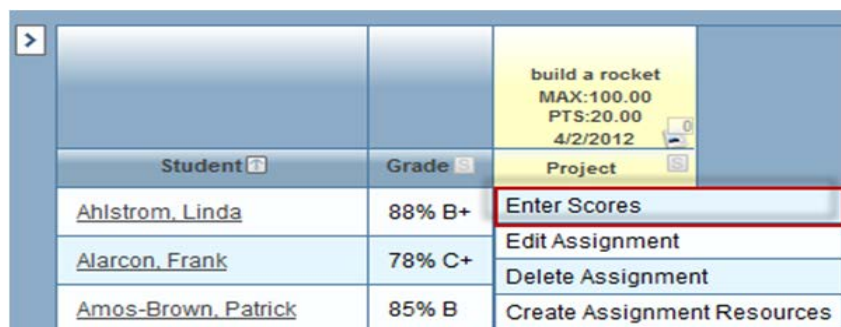 >
build a rocket
MAX:100.00
PTS:20.00
4/2/2012
0
Student Grade S Project S
Ahlstrom, Linda 88% B+ Enter Scores
Edit Assignment
Alarcon, Frank 78% C+
Delete Assignment
Amos-Brown, Patrick 85% B Create Assignment Resources